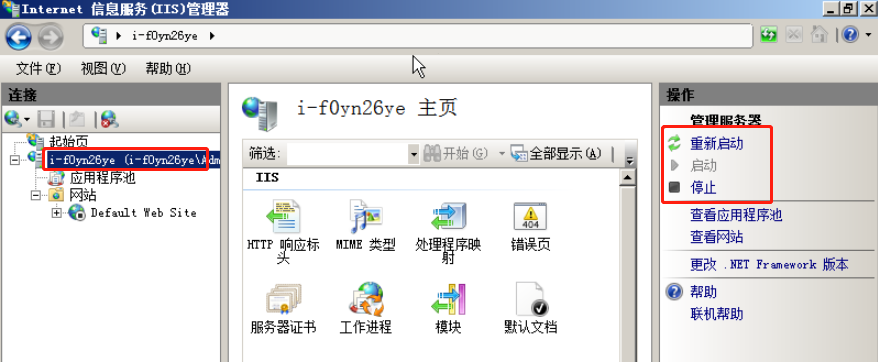 Internet 信息服务(IIS)管理器
i-f0yn26ye
文件(F) 视图(V) 帮助(H)
连接
起始页
i-f0yn26ye (i-f0yn26ye\Adm
应用程序池
网站
Default Web Site
i-f0yn26ye 主页
筛选: 开始(G) 全部显示(A)
IIS
HTTP 响应标头
MIME 类型
处理程序映射
404
错误页
服务器证书
工作进程
模块
默认文档
操作
管理服务器
重新启动
启动
停止
查看应用程序池
查看网站
更改 .NET Framework 版本
帮助
联机帮助